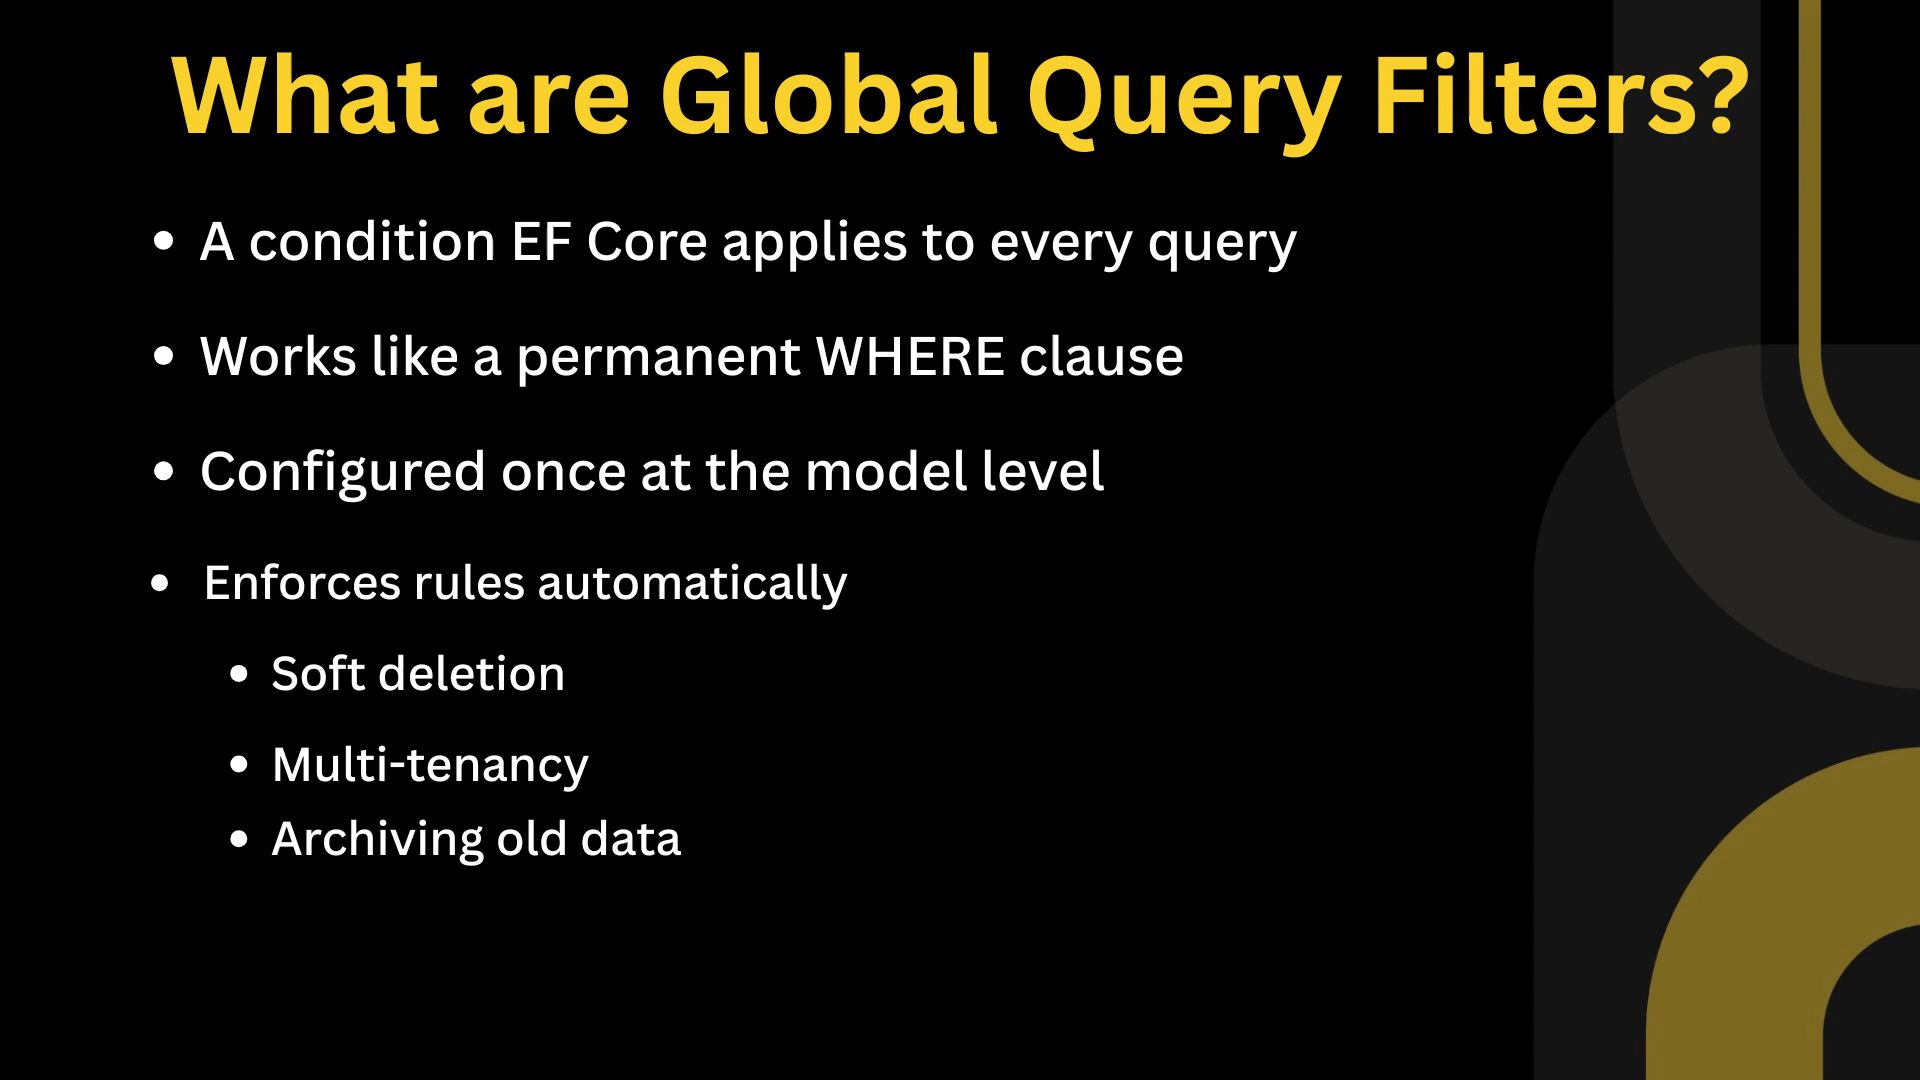 What are Global Query Filters?
• A condition EF Core applies to every query
• Works like a permanent WHERE clause
• Configured once at the model level
• Enforces rules automatically
• Soft deletion
• Multi-tenancy
• Archiving old data